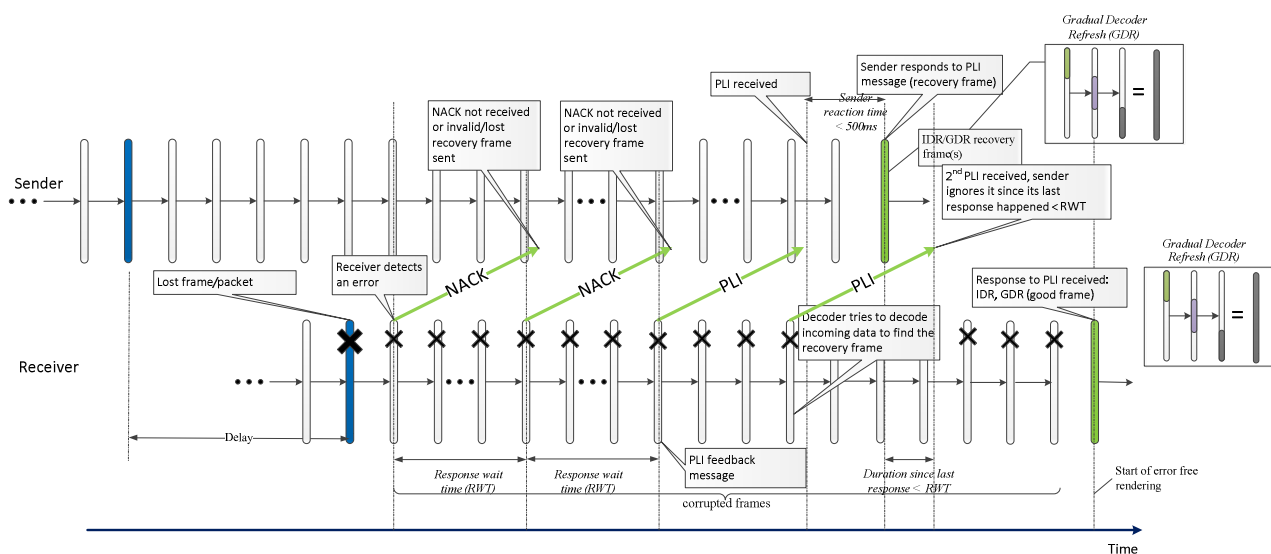 Gradual Decoder
Refresh (GDR)
=
Sender responds to PLI
message (recovery frame)
PLI received
Sender
reaction time
< 500ms
NACK not received
or invalid/lost
recovery frame
sent
NACK not received
or invalid/lost
recovery frame
sent
IDR/GDR recovery
frame(s)
2nd PLI received, sender
ignores it since its last
response happened < RWT
Sender
Gradual Decoder
Refresh (GDR)
=
Lost frame/packet
Receiver detects
an error
NACK
NACK
PLI
PLI
Response to PLI received:
IDR, GDR (good frame)
Decoder tries to decode
incoming data to find the
recovery frame
Receiver
Delay
PLI feedback
message
Response wait
time (RWT)
Response wait
time (RWT)
Duration since last
response < RWT
Start of error free
rendering
corrupted frames
Time